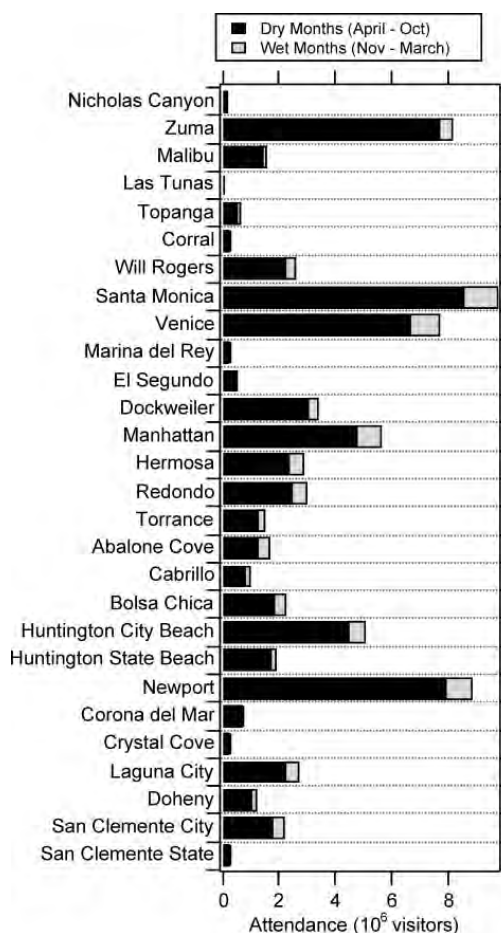 Dry Months (April - Oct)
Wet Months (Nov - March)
Nicholas Canyon
Zuma
Malibu
Las Tunas
Topanga
Corral
Will Rogers
Santa Monica
Venice
Marina del Rey
El Segundo
Dockweiler
Manhattan
Hermosa
Redondo
Torrance
Abalone Cove
Cabrillo
Bolsa Chica
Huntington City Beach
Huntington State Beach
Newport
Corona del Mar
Crystal Cove
Laguna City
Doheny
San Clemente City
San Clemente State
0 2 4 6 8
Attendance (10⁶ visitors)